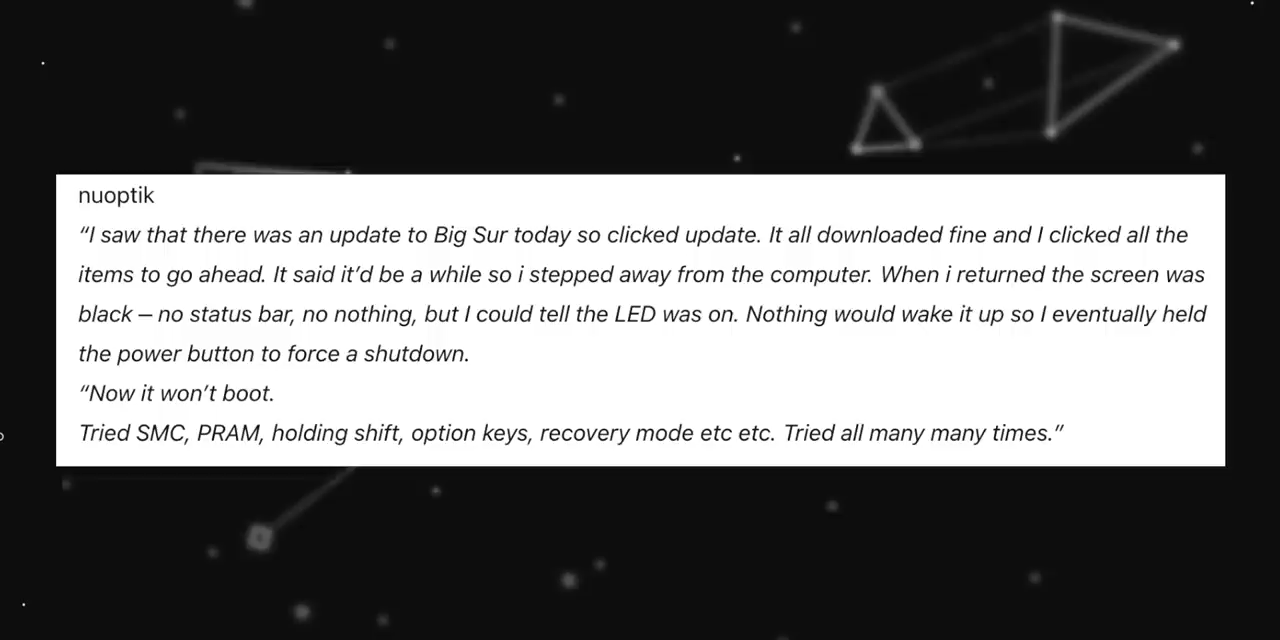 nuoptik
“I saw that there was an update to Big Sur today so clicked update. It all downloaded fine and I clicked all the
items to go ahead. It said it’d be a while so i stepped away from the computer. When i returned the screen was
black – no status bar, no nothing, but I could tell the LED was on. Nothing would wake it up so I eventually held
the power button to force a shutdown.
“Now it won’t boot.
Tried SMC, PRAM, holding shift, option keys, recovery mode etc etc. Tried all many many times.”